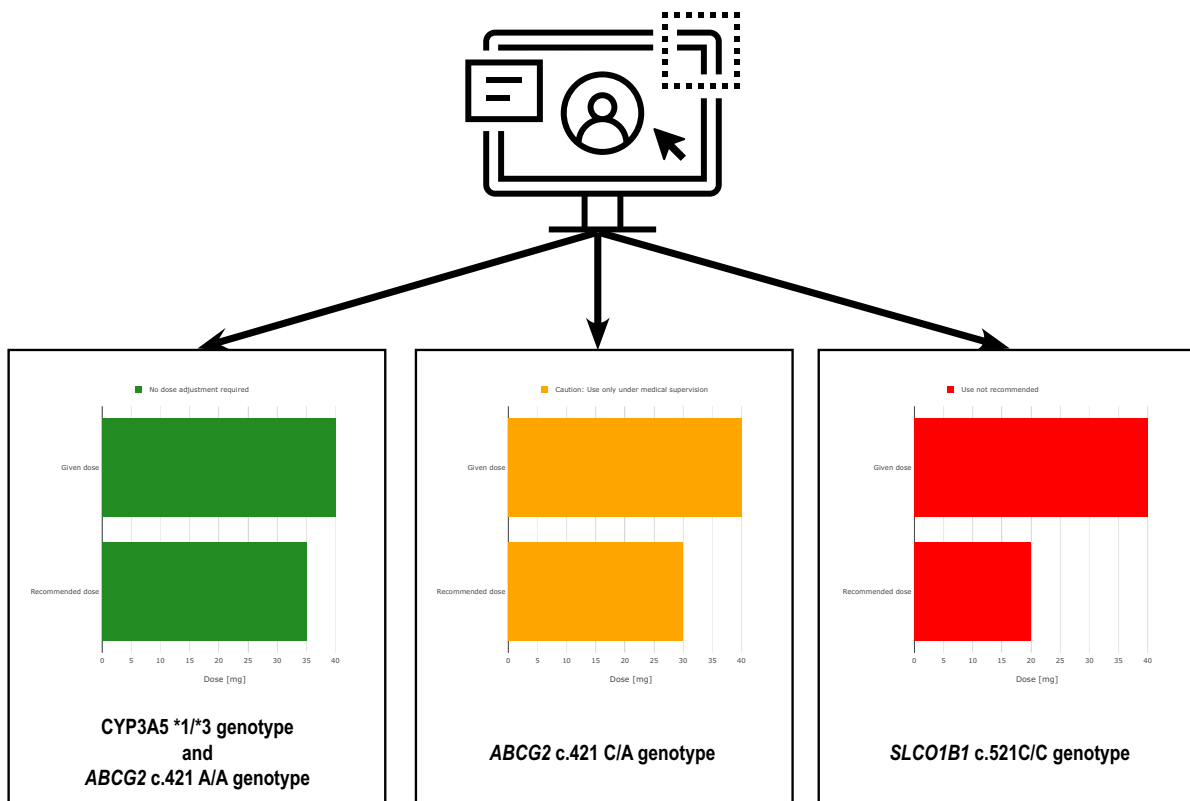 No dose adjustment required
Given dose
Recommended dose
0 5 10 15 20 25 30 35 40
Dose [mg]
CYP3A5 *1/*3 genotype
and
ABCG2 c.421 A/A genotype
Caution: Use only under medical supervision
Given dose
Recommended dose
0 5 10 15 20 25 30 35 40
Dose [mg]
ABCG2 c.421 C/A genotype
Use not recommended
Given dose
Recommended dose
0 5 10 15 20 25 30 35 40
Dose [mg]
SLCO1B1 c.521C/C genotype